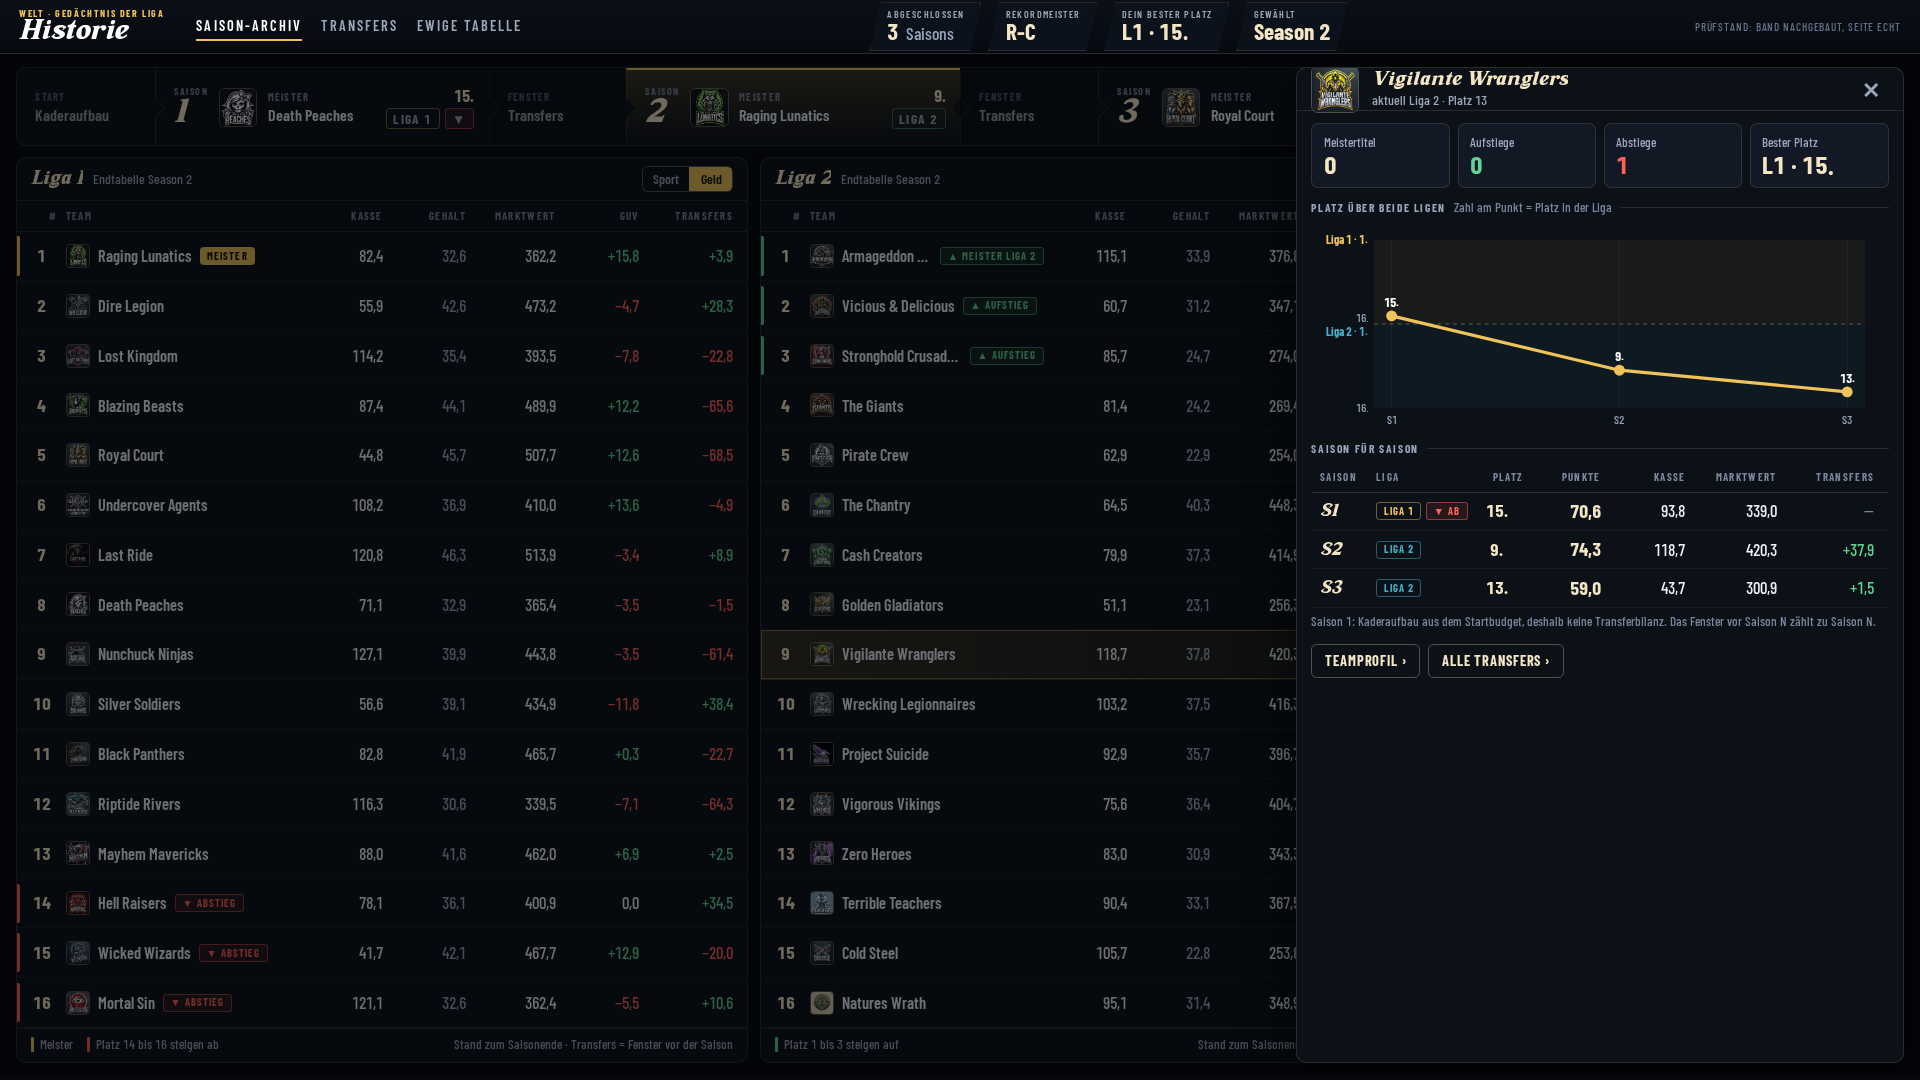 WELT · GEDÄCHTNIS DER LIGA
Historie
SAISON-ARCHIV TRANSFERS EWIGE TABELLE
ABGESCHLOSSEN
3 Saisons
REKORDMEISTER
R-C
DEIN BESTER PLATZ
L1 · 15.
GEWÄHLT
Season 2
PRÜFSTAND: BAND NACHGEBAUT, SEITE ECHT
START
Kaderaufbau
SAISON
1
MEISTER
Death Peaches
15.
LIGA 1 ▼
FENSTER
Transfers
SAISON
2
MEISTER
Raging Lunatics
9.
LIGA 2
FENSTER
Transfers
SAISON
3
MEISTER
Royal Court
Liga 1 Endtabelle Season 2 Sport Geld
# TEAM KASSE GEHALT MARKTWERT GUV TRANSFERS
1 Raging Lunatics MEISTER 82,4 32,6 362,2 +15,8 +3,9
2 Dire Legion 55,9 42,6 473,2 −4,7 +28,3
3 Lost Kingdom 114,2 35,4 393,5 −7,8 −22,8
4 Blazing Beasts 87,4 44,1 489,9 +12,2 −65,6
5 Royal Court 44,8 45,7 507,7 +12,6 −68,5
6 Undercover Agents 108,2 36,9 410,0 +13,6 −4,9
7 Last Ride 120,8 46,3 513,9 −3,4 +8,9
8 Death Peaches 71,1 32,9 365,4 −3,5 −1,5
9 Nunchuck Ninjas 127,1 39,9 443,8 −3,5 −61,4
10 Silver Soldiers 56,6 39,1 434,9 −11,8 +38,4
11 Black Panthers 82,8 41,9 465,7 +0,3 −22,7
12 Riptide Rivers 116,3 30,6 339,5 −7,1 −64,3
13 Mayhem Mavericks 88,0 41,6 462,0 +6,9 +2,5
14 Hell Raisers ▼ ABSTIEG 78,1 36,1 400,9 0,0 +34,5
15 Wicked Wizards ▼ ABSTIEG 41,7 42,1 467,7 +12,9 −20,0
16 Mortal Sin ▼ ABSTIEG 121,1 32,6 362,4 −5,5 +10,6
Meister Platz 14 bis 16 steigen ab Stand zum Saisonende · Transfers = Fenster vor der Saison
Liga 2 Endtabelle Season 2
# TEAM KASSE GEHALT MARKTWERT
1 Armageddon ... ▲ MEISTER LIGA 2 115,1 33,9 376,8
2 Vicious & Delicious ▲ AUFSTIEG 60,7 31,2 347,
3 Stronghold Crusad... ▲ AUFSTIEG 85,7 24,7 274,
4 The Giants 81,4 24,2 269,
5 Pirate Crew 62,9 22,9 254,
6 The Chantry 64,5 40,3 448,
7 Cash Creators 79,9 37,3 414,
8 Golden Gladiators 51,1 23,1 256,
9 Vigilante Wranglers 118,7 37,8 420,
10 Wrecking Legionnaires 103,2 37,5 416,
11 Project Suicide 92,9 35,7 396,
12 Vigorous Vikings 75,6 36,4 404,
13 Zero Heroes 83,0 30,9 343,
14 Terrible Teachers 90,4 33,1 367,
15 Cold Steel 105,7 22,8 253,
16 Natures Wrath 95,1 31,4 348,
Platz 1 bis 3 steigen auf Stand zum Saisonen
Vigilante Wranglers
aktuell Liga 2 · Platz 13
×
Meistertitel
0
Aufstiege
0
Abstiege
1
Bester Platz
L1 · 15.
PLATZ ÜBER BEIDE LIGEN Zahl am Punkt = Platz in der Liga
Liga 1 · 1.
15.
16.
Liga 2 · 1.
9.
13.
16.
S1 S2 S3
SAISON FÜR SAISON
SAISON LIGA PLATZ PUNKTE KASSE MARKTWERT TRANSFERS
S1 LIGA 1 ▼ AB 15. 70,6 93,8 339,0 —
S2 LIGA 2 9. 74,3 118,7 420,3 +37,9
S3 LIGA 2 13. 59,0 43,7 300,9 +1,5
Saison 1: Kaderaufbau aus dem Startbudget, deshalb keine Transferbilanz. Das Fenster vor Saison N zählt zu Saison N.
TEAMPROFIL › ALLE TRANSFERS ›